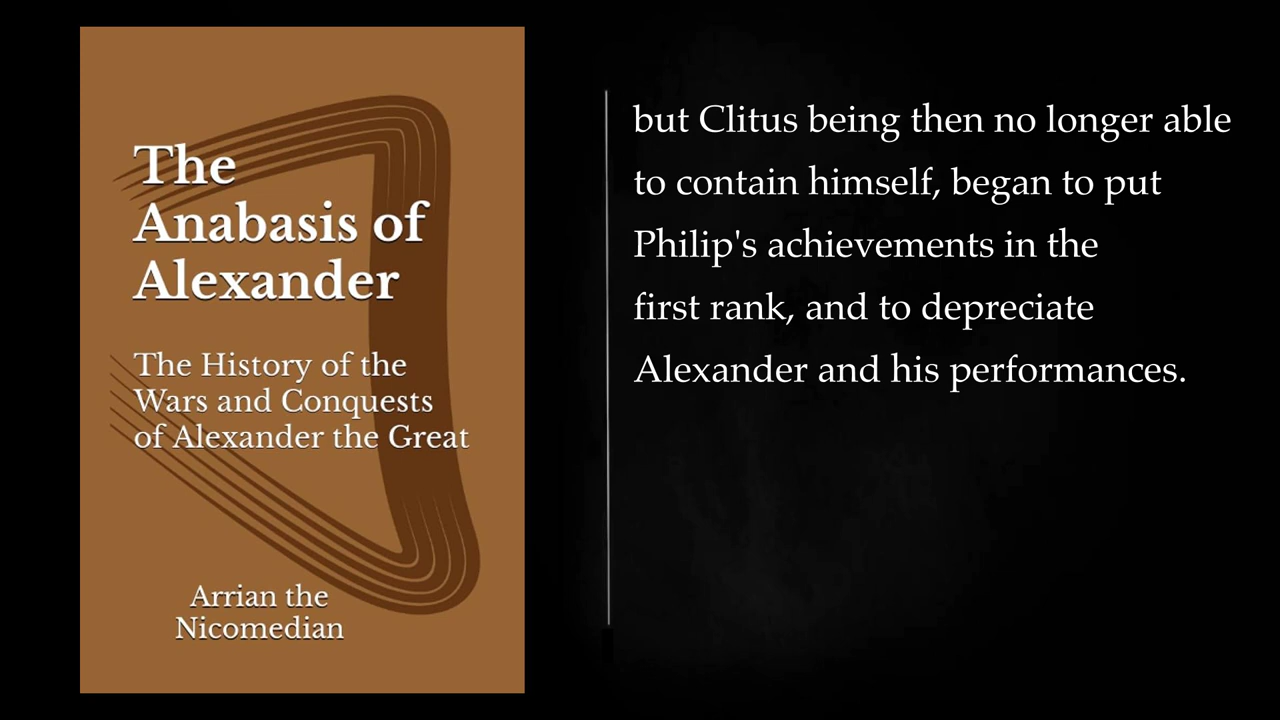 The
Anabasis of
Alexander
The History of the
Wars and Conquests
of Alexander the Great
Arrian the
Nicomedian
but Clitus being then no longer able
to contain himself, began to put
Philip's achievements in the
first rank, and to depreciate
Alexander and his performances.